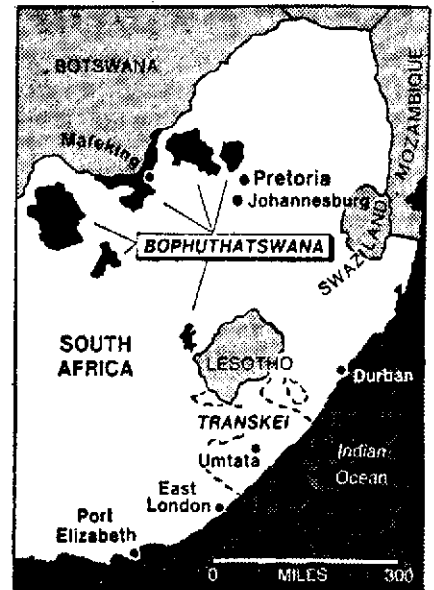 BOTSWANA
MOZAMBIQUE
Mafeking
Pretoria
Johannesburg
BOPHUTHATSWANA
SWAZILAND
SOUTH
AFRICA
LESOTHO
Durban
TRANSKEI
Umtata
Indian
Ocean
East
London
Port
Elizabeth
0 MILES 300